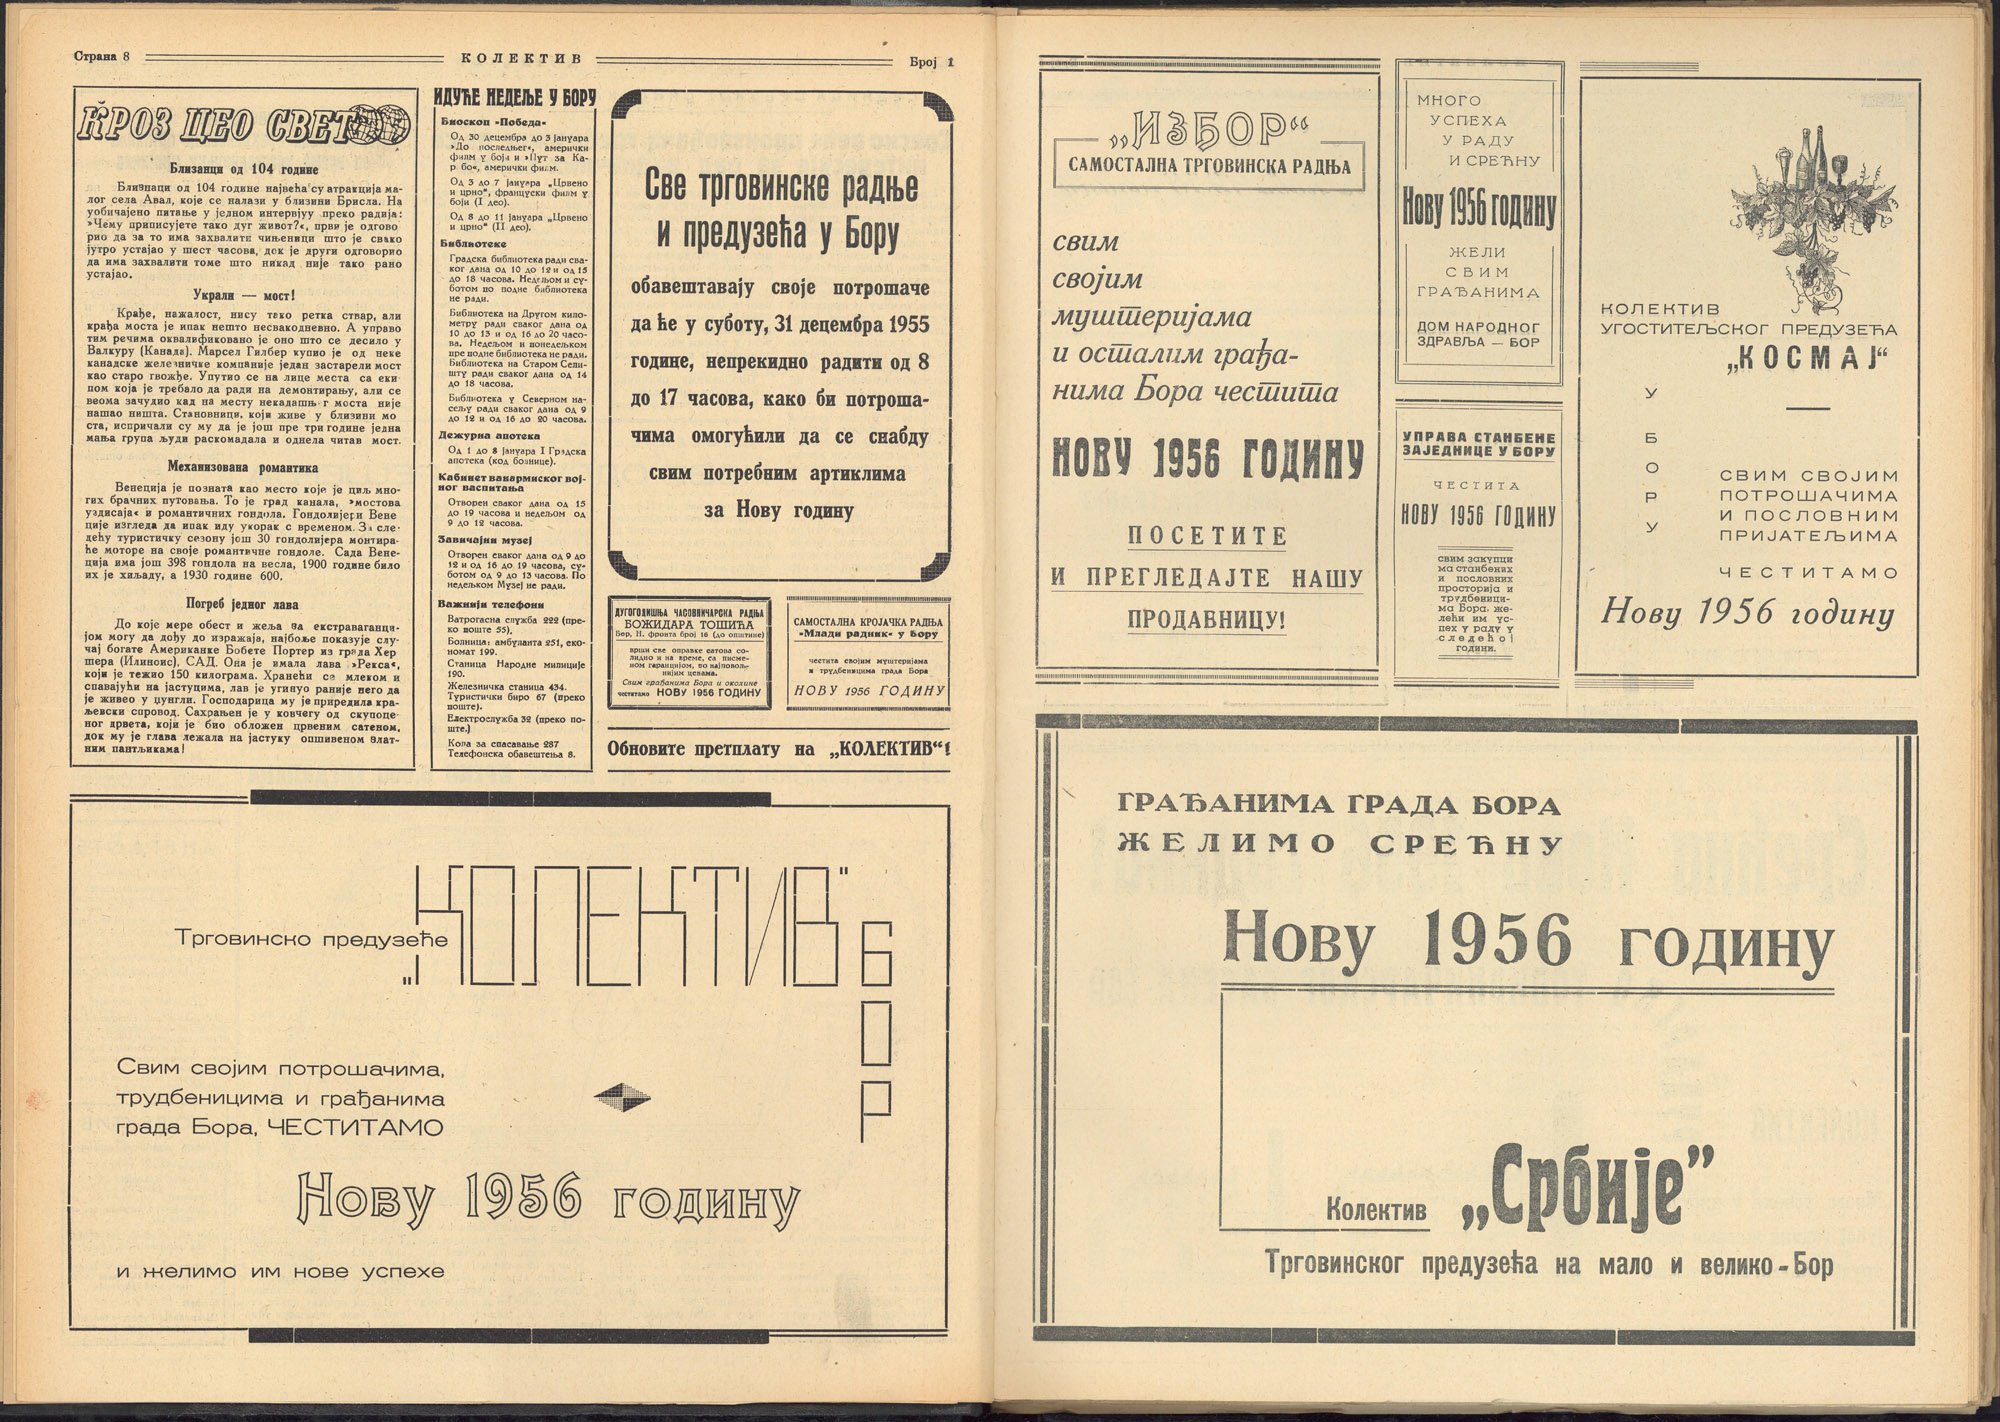 Страна 8
КОЛЕКТИВ
Број 1
КРОЗ ЦЕО СВЕТ
Близанци од 104 године
Близнаци од 104 године највећа су атракција ма-
лог села Авал, које се налази у близини Брисла. На
уобичајено питање у једном интервјуу преко радија:
»Чему приписујете тако дуг живот?«, први је одгово
рио да за то има захвалити чињеници што је свако
јутро устајао у шест часова, док је други одговорио
да има захвалити томе што никад није тако рано
устајао.
Украли — мост!
Крађе, нажалост, нису тако ретка ствар, али
крађа моста је ипак нешто несвакодневно. А управо
тим речима оквалификовано је оно што се десило у
Валкуру (Канада). Марсел Гилбер купио је од неке
канадске железничке компаније један застарели мост
као старо гвожђе. Упутио се на лице места са еки
пом која је требало да ради на демонтирању, али се
веома зачудио кад на месту некадашњег моста није
нашао ништа. Становници, који живе у близини мо
ста, испричали су му да је још пре три године једна
мања група људи раскомадала и однела читав мост.
Механизована романтика
Венеција је позната као место које је циљ мно-
гих брачних путовања. То је град канала, »мостова
уздисаја« и романтичних гондола. Гондолијери Вене
ције изгледа да ипак иду укорак с временом. За сле-
дећу туристичку сезону још 30 гондолијера монтира-
ће моторе на своје романтичне гондоле. Сада Вене-
ција има још 398 гондола на весла, 1900 године било
их је хиљаду, а 1930 године 600.
Погреб једног лава
До које мере обест и жеља за екстраваганци-
јом могу да дођу до изражаја, најбоље показује слу-
чај богате Американке Бобете Портер из града Хер
шера (Илиноис), САД. Она је имала лава »Рекса«,
који је тежио 150 килограма. Хранећи се млеком и
спавајући на јастуцима, лав је угинуо раније него да
је живео у џунгли. Господарица му је приредила кра-
љевски спровод. Сахрањен је у ковчегу од скупоце-
ног дрвета, који је био обложен црвеним сатеном,
док му је глава лежала на јастуку опшивеном злат-
ним пантљикама!
ИДУЋЕ НЕДЕЉЕ У БОРУ
Биоскоп »Победа«
Од 30 децембра до 3 јануара
»До последњег«, амерички
филм у боји и »Пут за Ка-
рибо«, амерички филм.
Од 3 до 7 јануара „Црвено
и црно“, француски филм у
боји (I део).
Од 8 до 11 јануара „Црвено
и црно“ (II део).
Библиотеке
Градска библиотека ради сва-
ког дана од 10 до 12 и од 15
до 18 часова. Недељом и су-
ботом по подне библиотека
не ради.
Библиотека на Другом кило-
метру ради сваког дана од
10 до 13 и од 16 до 20 часо-
ва. Недељом и понедељком
пре подне библиотека не ради.
Библиотека на Старом Сели-
шту ради сваког дана од 14
до 18 часова.
Библиотека у Северном на-
сељу ради сваког дана од 9
до 12 и од 16 до 20 часова.
Дежурна апотека
Од 1 до 8 јануара I Градска
апотека (код болнице).
Кабинет ванармиског вој-
ног васпитања
Отворен сваког дана од 15
до 19 часова и недељом од
9 до 12 часова.
Завичајни музеј
Отворен сваког дана од 9 до
12 и од 16 до 19 часова, су-
ботом од 9 до 13 часова. По
недељком Музеј не ради.
Важнији телефони
Ватрогасна служба 222 (пре-
ко поште 55).
Болница: амбуланта 251, еко-
номат 199.
Станица Народне милиције
190.
Железничка станица 434.
Туристички биро 67 (преко
поште).
Електрослужба 32 (преко по-
ште.)
Кола за спасавање 287
Телефонска обавештења 8.
Све трговинске радње
и предузећа у Бору
обавештавају своје потрошаче
да ће у суботу, 31 децембра 1955
године, непрекидно радити од 8
до 17 часова, како би потроша-
чима омогућили да се снабду
свим потребним артиклима
за Нову годину
ДУГОГОДИШЊА ЧАСОВНИЧАРСКА РАДЊА
БОЖИДАРА ТОШИЋА
Бор, Н. фронта број 16 (до општине)
врши све оправке сатова со-
лидно и на време, са писме-
ном гаранцијом, по најповољ-
нијим ценама.
Свим грађанима Бора и околине
честитамо НОВУ 1956 ГОДИНУ
САМОСТАЛНА КРОЈАЧКА РАДЊА
»Млади радник« у Бору
честита својим муштеријама
и трудбеницима града Бора
НОВУ 1956 ГОДИНУ
Обновите претплату на „КОЛЕКТИВ“!
Трговинско предузеће
„КОЛЕКТИВ“
БОР
Свим својим потрошачима,
трудбеницима и грађанима
града Бора, ЧЕСТИТАМО
Нову 1956 годину
и желимо им нове успехе
„ИЗБОР“
САМОСТАЛНА ТРГОВИНСКА РАДЊА
свим
својим
муштеријама
и осталим грађа-
нима Бора честита
НОВУ 1956 ГОДИНУ
ПОСЕТИТЕ
И ПРЕГЛЕДАЈТЕ НАШУ
ПРОДАВНИЦУ!
МНОГО
УСПЕХА
У РАДУ
И СРЕЋНУ
Нову 1956 годину
ЖЕЛИ
СВИМ
ГРАЂАНИМА
ДОМ НАРОДНОГ
ЗДРАВЉА — БОР
УПРАВА СТАНБЕНЕ
ЗАЈЕДНИЦЕ У БОРУ
ЧЕСТИТА
НОВУ 1956 ГОДИНУ
свим закупци
ма станбених
и пословних
просторија и
трудбеници-
ма Бора, же-
лећи им ус-
пех у раду у
следећој
години.
КОЛЕКТИВ
УГОСТИТЕЉСКОГ ПРЕДУЗЕЋА
„КОСМАЈ“
У
БОРУ
СВИМ СВОЈИМ
ПОТРОШАЧИМА
И ПОСЛОВНИМ
ПРИЈАТЕЉИМА
ЧЕСТИТАМО
Нову 1956 годину
ГРАЂАНИМА ГРАДА БОРА
ЖЕЛИМО СРЕЋНУ
Нову 1956 годину
Колектив „Србије”
Трговинског предузећа на мало и велико - Бор